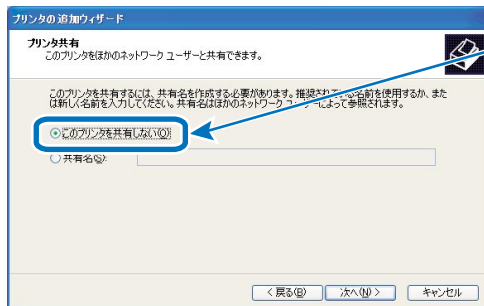 プリンタの追加ウィザード
プリンタ共有
このプリンタをほかのネットワーク ユーザーと共有できます。
このプリンタを共有するには、共有名を作成する必要があります。推奨されている名前を使用するか、また
は新しく名前を入力してください。共有名はほかのネットワーク ユーザーによって参照されます。
このプリンタを共有しない(O)
共有名(S):
< 戻る(B) 次へ(N) > キャンセル